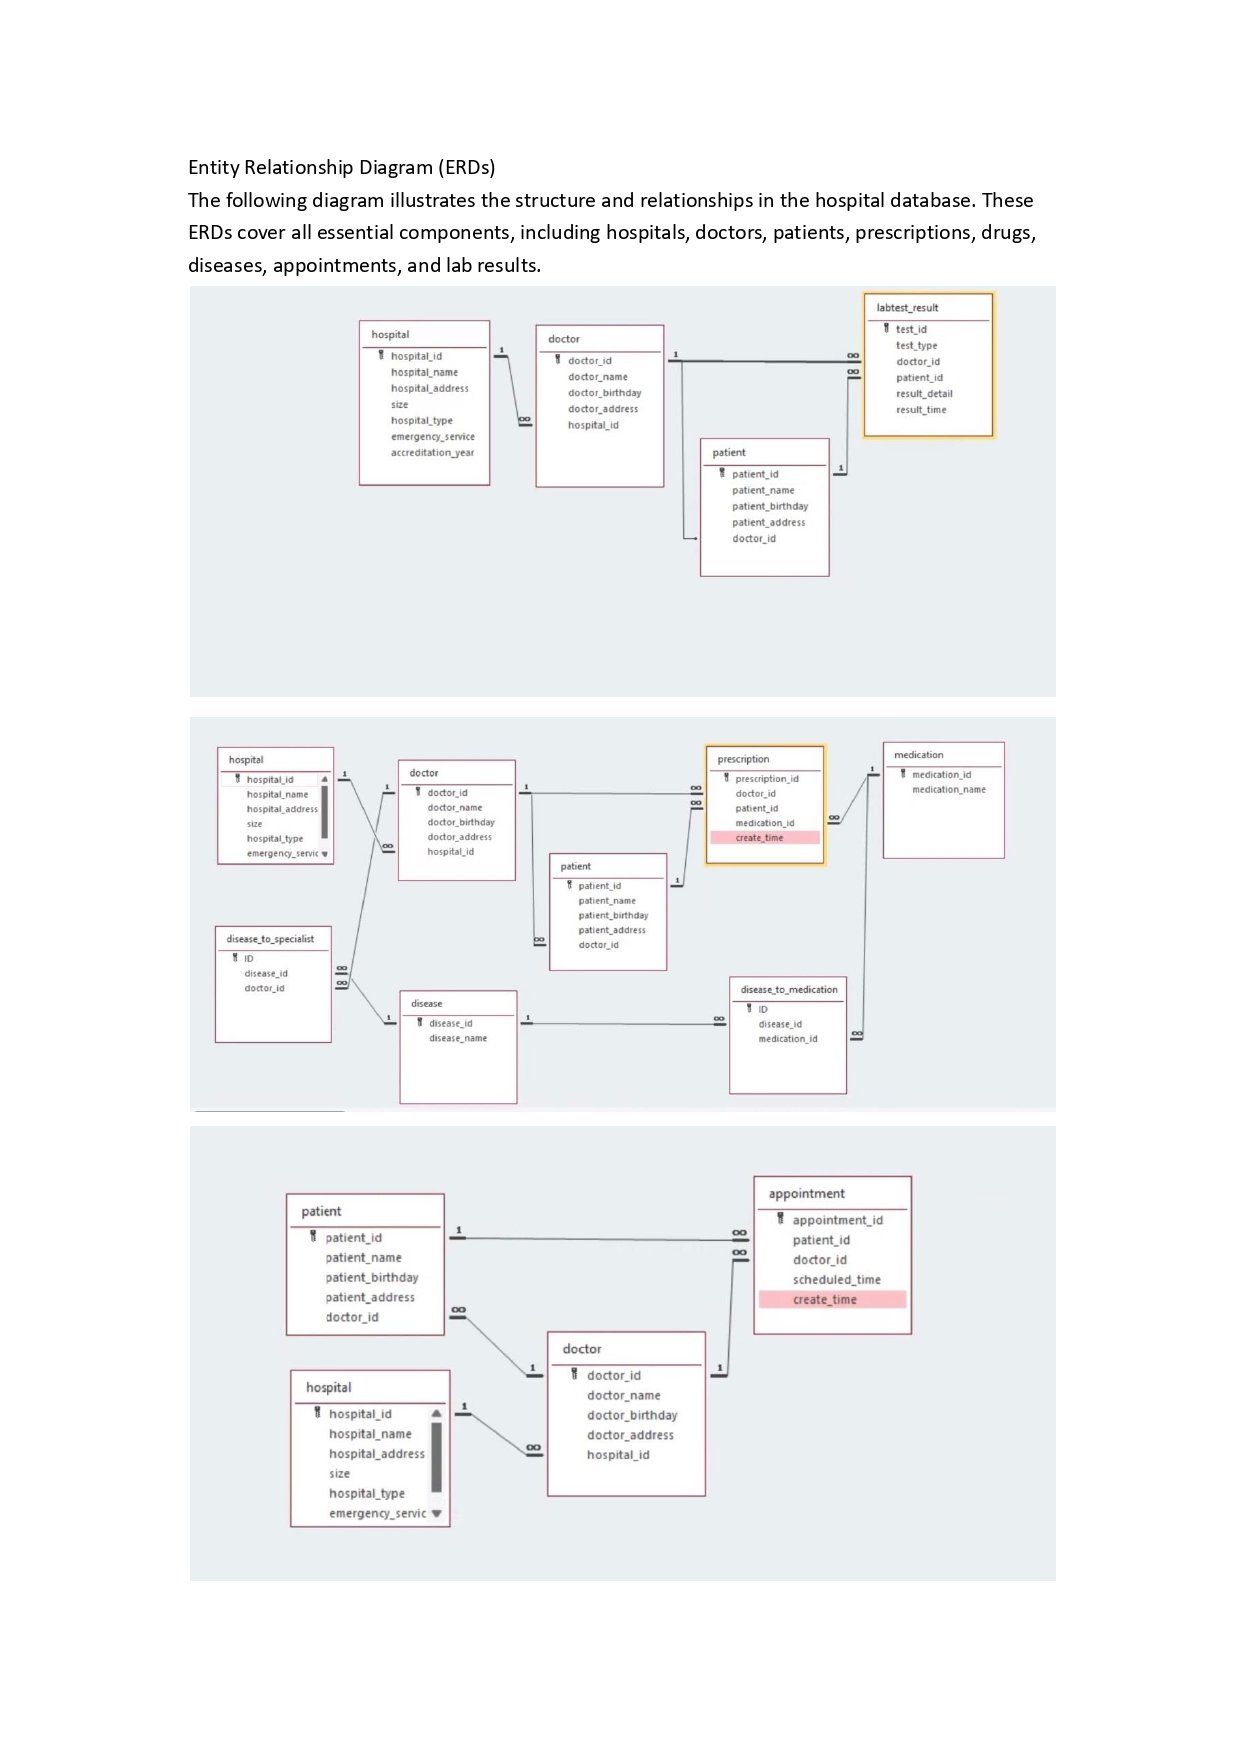 Entity Relationship Diagram (ERDs)
The following diagram illustrates the structure and relationships in the hospital database. These
ERDs cover all essential components, including hospitals, doctors, patients, prescriptions, drugs,
diseases, appointments, and lab results.
hospital
hospital_id
hospital_name
hospital_address
size
hospital_type
emergency_service
accreditation_year
1
∞
doctor
doctor_id
doctor_name
doctor_birthday
doctor_address
hospital_id
1
∞
∞
labtest_result
test_id
test_type
doctor_id
patient_id
result_detail
result_time
patient
patient_id
patient_name
patient_birthday
patient_address
doctor_id
1
hospital
hospital_id
hospital_name
hospital_address
size
hospital_type
emergency_servic
1
1
∞
doctor
doctor_id
doctor_name
doctor_birthday
doctor_address
hospital_id
1
∞
∞
prescription
prescription_id
doctor_id
patient_id
medication_id
create_time
∞
1
medication
medication_id
medication_name
patient
patient_id
patient_name
patient_birthday
patient_address
doctor_id
1
∞
disease_to_specialist
ID
disease_id
doctor_id
∞
∞
1
disease
disease_id
disease_name
1
∞
disease_to_medication
ID
disease_id
medication_id
∞
patient
patient_id
patient_name
patient_birthday
patient_address
doctor_id
1
∞
∞
∞
appointment
appointment_id
patient_id
doctor_id
scheduled_time
create_time
hospital
hospital_id
hospital_name
hospital_address
size
hospital_type
emergency_servic
1
∞
1
doctor
doctor_id
doctor_name
doctor_birthday
doctor_address
hospital_id
1